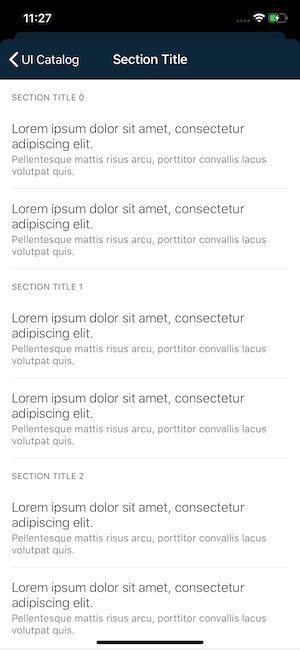 11:27
UI Catalog
Section Title
SECTION TITLE 0
Lorem ipsum dolor sit amet, consectetur
adipiscing elit.
Pellentesque mattis risus arcu, porttitor convallis lacus
volutpat quis.
Lorem ipsum dolor sit amet, consectetur
adipiscing elit.
Pellentesque mattis risus arcu, porttitor convallis lacus
volutpat quis.
SECTION TITLE 1
Lorem ipsum dolor sit amet, consectetur
adipiscing elit.
Pellentesque mattis risus arcu, porttitor convallis lacus
volutpat quis.
Lorem ipsum dolor sit amet, consectetur
adipiscing elit.
Pellentesque mattis risus arcu, porttitor convallis lacus
volutpat quis.
SECTION TITLE 2
Lorem ipsum dolor sit amet, consectetur
adipiscing elit.
Pellentesque mattis risus arcu, porttitor convallis lacus
volutpat quis.
Lorem ipsum dolor sit amet, consectetur
adipiscing elit.
Pellentesque mattis risus arcu, porttitor convallis lacus
volutpat quis.